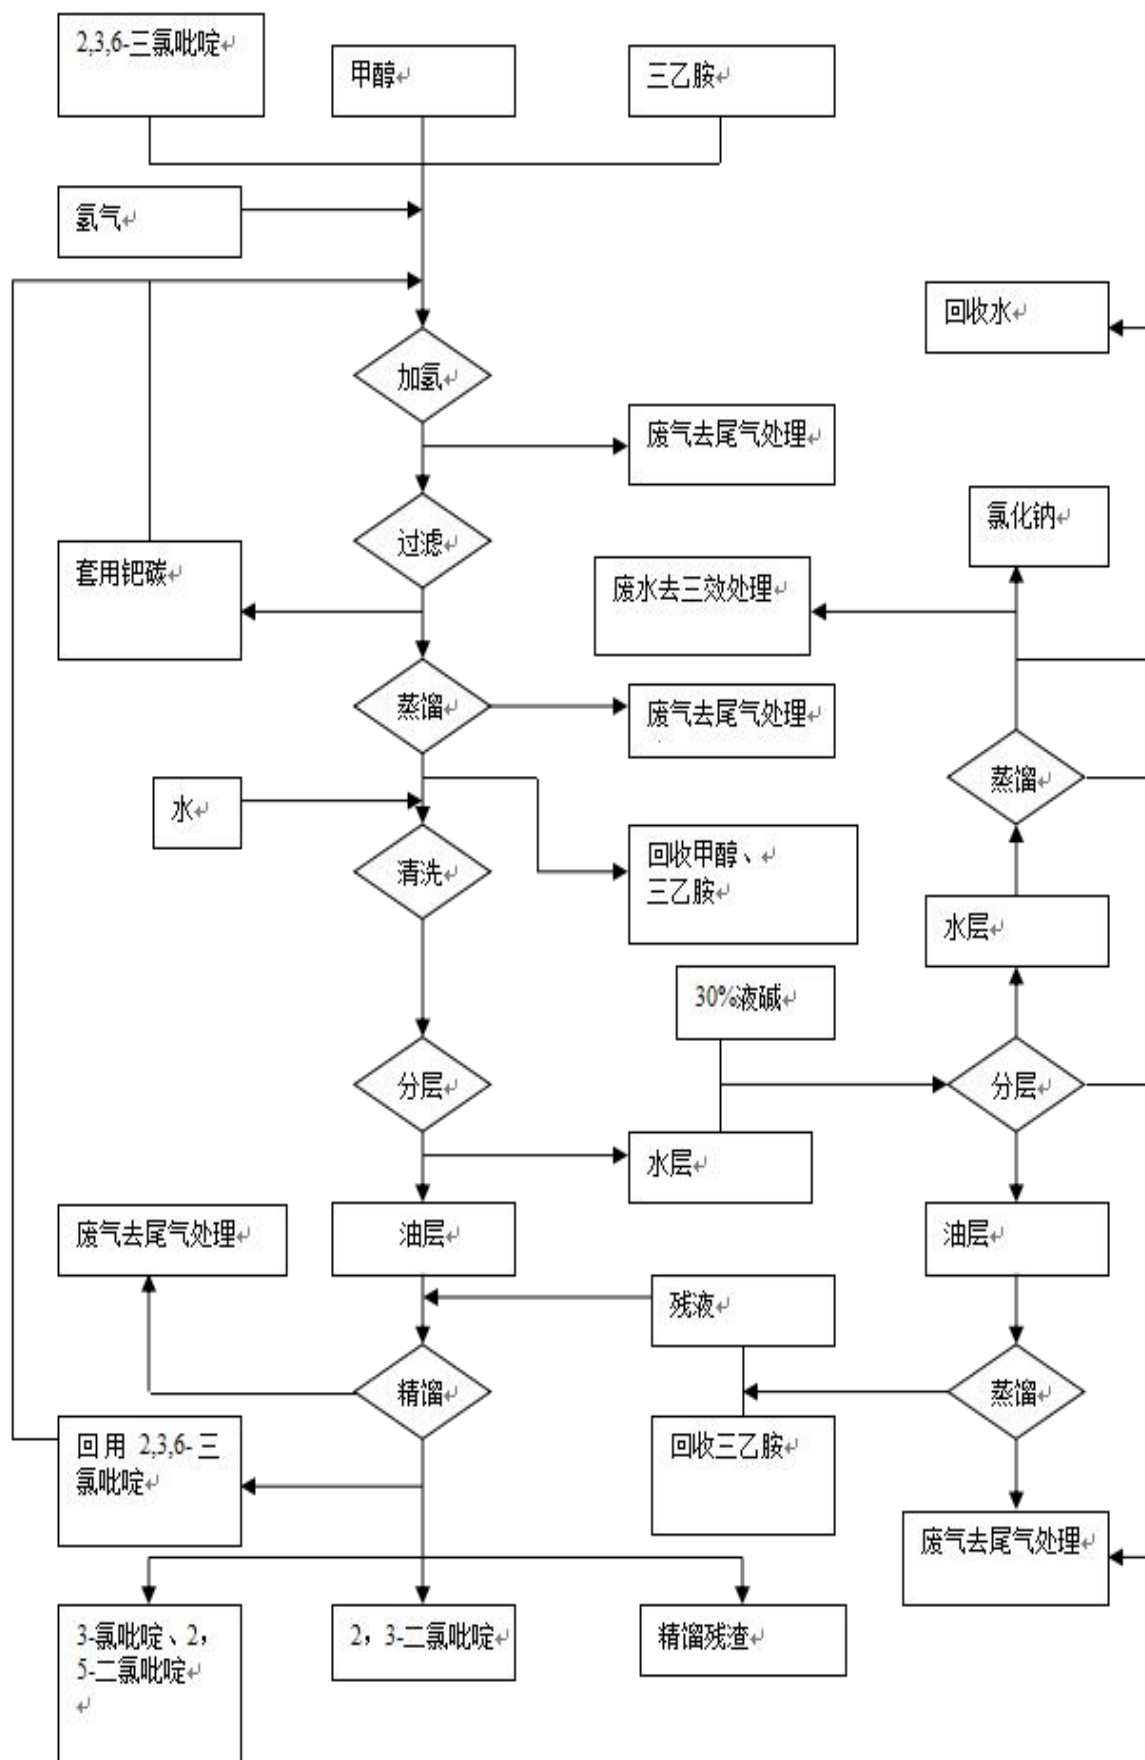 2,3,6-三氯吡啶
甲醇
三乙胺
氢气
回收水
加氢
废气去尾气处理
氯化钠
过滤
套用钯碳
废水去三效处理
蒸馏
废气去尾气处理
蒸馏
水
清洗
回收甲醇、
三乙胺
水层
30%液碱
分层
分层
水层
废气去尾气处理
油层
油层
残液
精馏
蒸馏
回用 2,3,6-三
氯吡啶
回收三乙胺
废气去尾气处理
3-氯吡啶、2，
5-二氯吡啶
2，3-二氯吡啶
精馏残渣